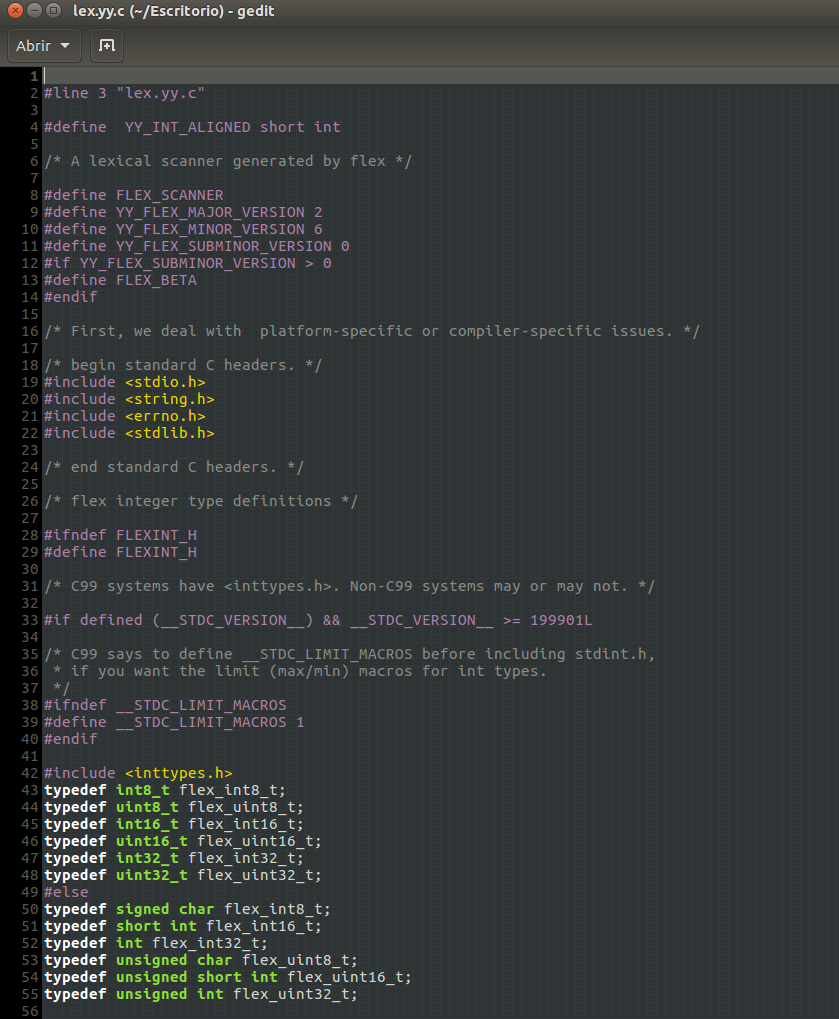 lex.yy.c (~/Escritorio) - gedit
Abrir
1
2 #line 3 "lex.yy.c"
3
4 #define  YY_INT_ALIGNED short int
5
6 /* A lexical scanner generated by flex */
7
8 #define FLEX_SCANNER
9 #define YY_FLEX_MAJOR_VERSION 2
10 #define YY_FLEX_MINOR_VERSION 6
11 #define YY_FLEX_SUBMINOR_VERSION 0
12 #if YY_FLEX_SUBMINOR_VERSION > 0
13 #define FLEX_BETA
14 #endif
15
16 /* First, we deal with  platform-specific or compiler-specific issues. */
17
18 /* begin standard C headers. */
19 #include <stdio.h>
20 #include <string.h>
21 #include <errno.h>
22 #include <stdlib.h>
23
24 /* end standard C headers. */
25
26 /* flex integer type definitions */
27
28 #ifndef FLEXINT_H
29 #define FLEXINT_H
30
31 /* C99 systems have <inttypes.h>. Non-C99 systems may or may not. */
32
33 #if defined (__STDC_VERSION__) && __STDC_VERSION__ >= 199901L
34
35 /* C99 says to define __STDC_LIMIT_MACROS before including stdint.h,
36  * if you want the limit (max/min) macros for int types.
37  */
38 #ifndef __STDC_LIMIT_MACROS
39 #define __STDC_LIMIT_MACROS 1
40 #endif
41
42 #include <inttypes.h>
43 typedef int8_t flex_int8_t;
44 typedef uint8_t flex_uint8_t;
45 typedef int16_t flex_int16_t;
46 typedef uint16_t flex_uint16_t;
47 typedef int32_t flex_int32_t;
48 typedef uint32_t flex_uint32_t;
49 #else
50 typedef signed char flex_int8_t;
51 typedef short int flex_int16_t;
52 typedef int flex_int32_t;
53 typedef unsigned char flex_uint8_t;
54 typedef unsigned short int flex_uint16_t;
55 typedef unsigned int flex_uint32_t;
56